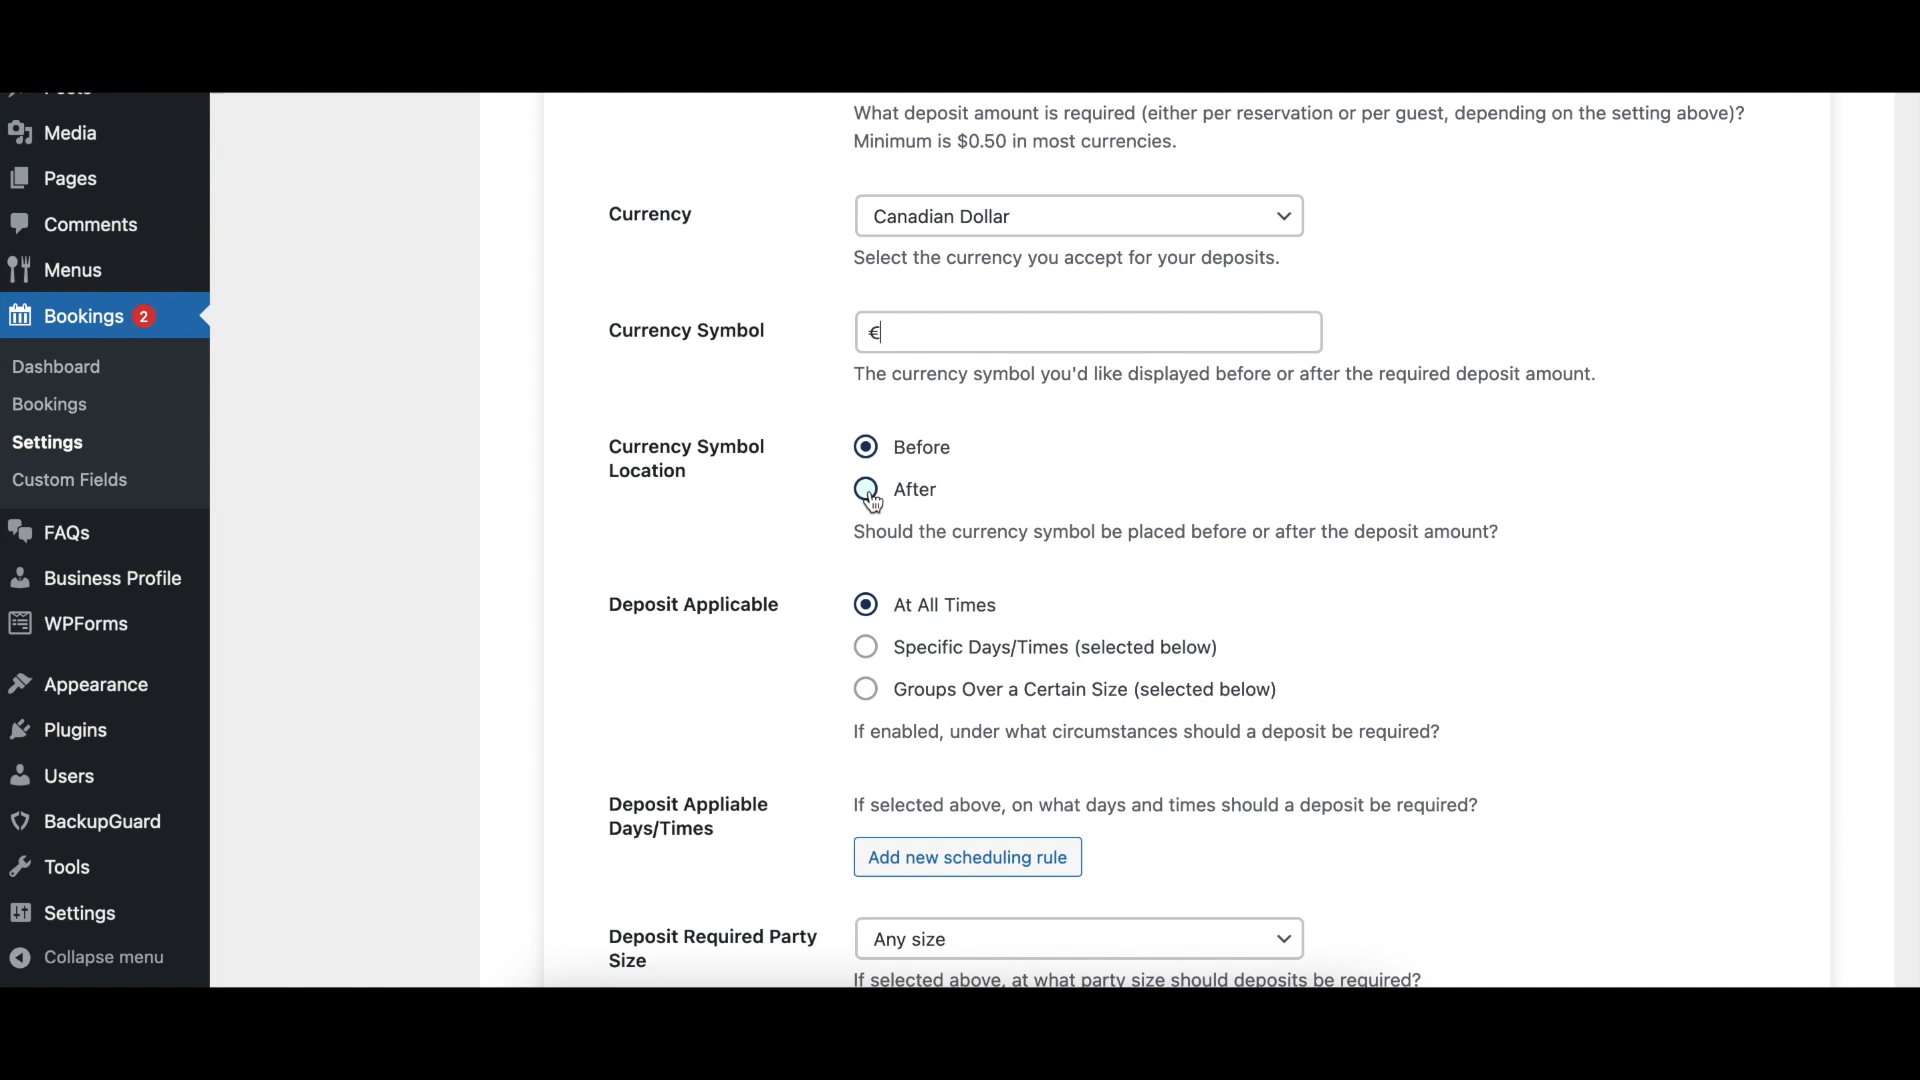 Media
Pages
Comments
Menus
Bookings 2
Dashboard
Bookings
Settings
Custom Fields
FAQs
Business Profile
WPForms
Appearance
Plugins
Users
BackupGuard
Tools
Settings
Collapse menu
What deposit amount is required (either per reservation or per guest, depending on the setting above)?
Minimum is $0.50 in most currencies.
Currency
Canadian Dollar
Select the currency you accept for your deposits.
Currency Symbol
€
The currency symbol you'd like displayed before or after the required deposit amount.
Currency Symbol
Location
Before
After
Should the currency symbol be placed before or after the deposit amount?
Deposit Applicable
At All Times
Specific Days/Times (selected below)
Groups Over a Certain Size (selected below)
If enabled, under what circumstances should a deposit be required?
Deposit Appliable
Days/Times
If selected above, on what days and times should a deposit be required?
Add new scheduling rule
Deposit Required Party
Size
Any size
If selected above, at what party size should deposits be required?